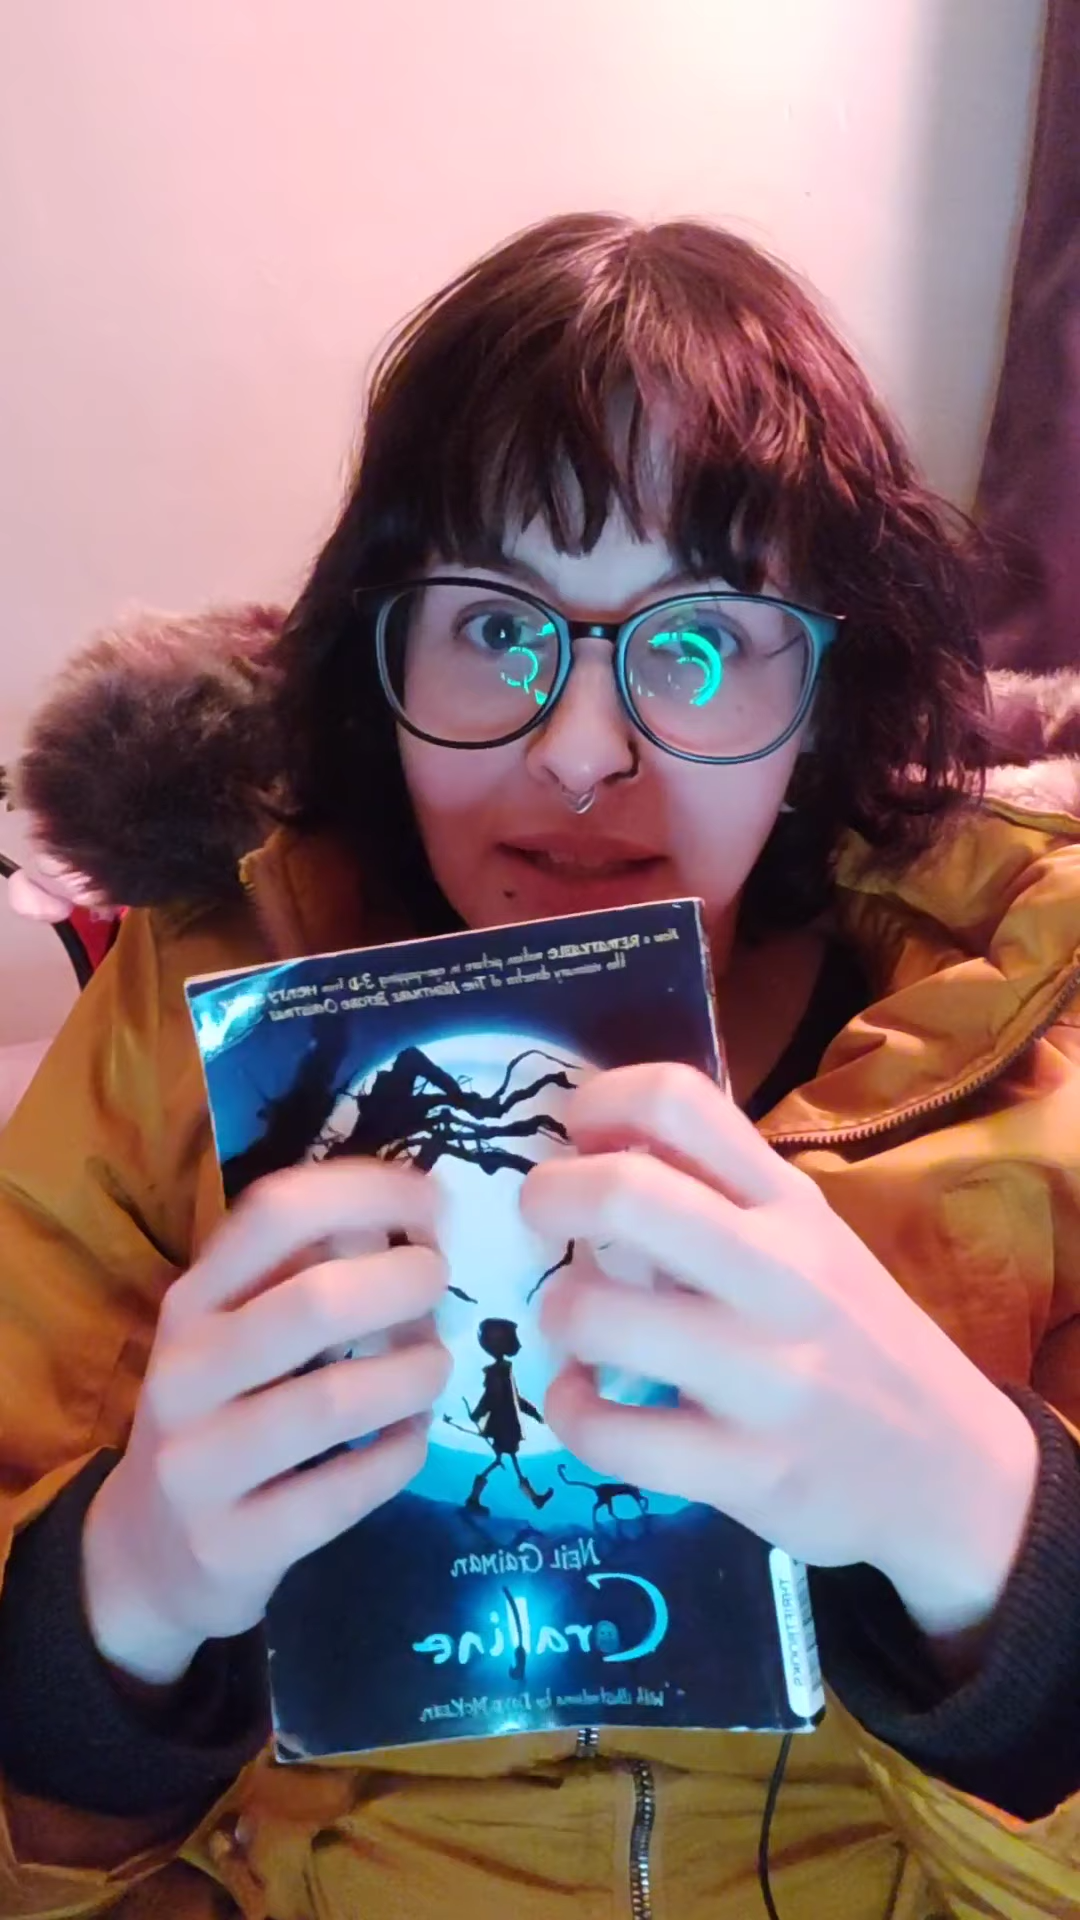 Now a REMARKABLE motion picture in eye-popping 3-D from HENRY
the visionary director of THE NIGHTMARE BEFORE CHRISTMAS
NEIL GAIMAN
Coraline
With illustrations by Dave McKean